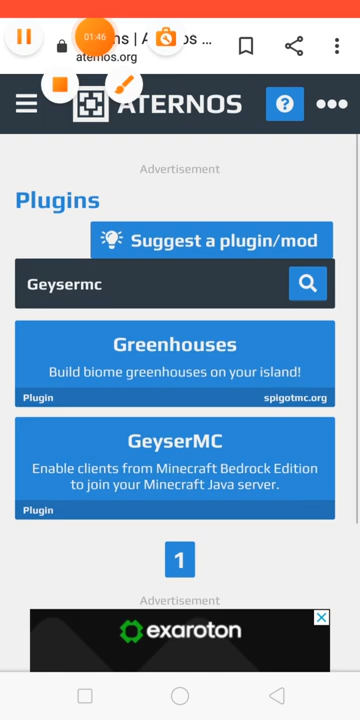 01:46
aternos.org
ATERNOS
Advertisement
Plugins
Suggest a plugin/mod
Geysermc
Greenhouses
Build biome greenhouses on your island!
Plugin spigotmc.org
GeyserMC
Enable clients from Minecraft Bedrock Edition
to join your Minecraft Java server.
Plugin
1
Advertisement
exaroton